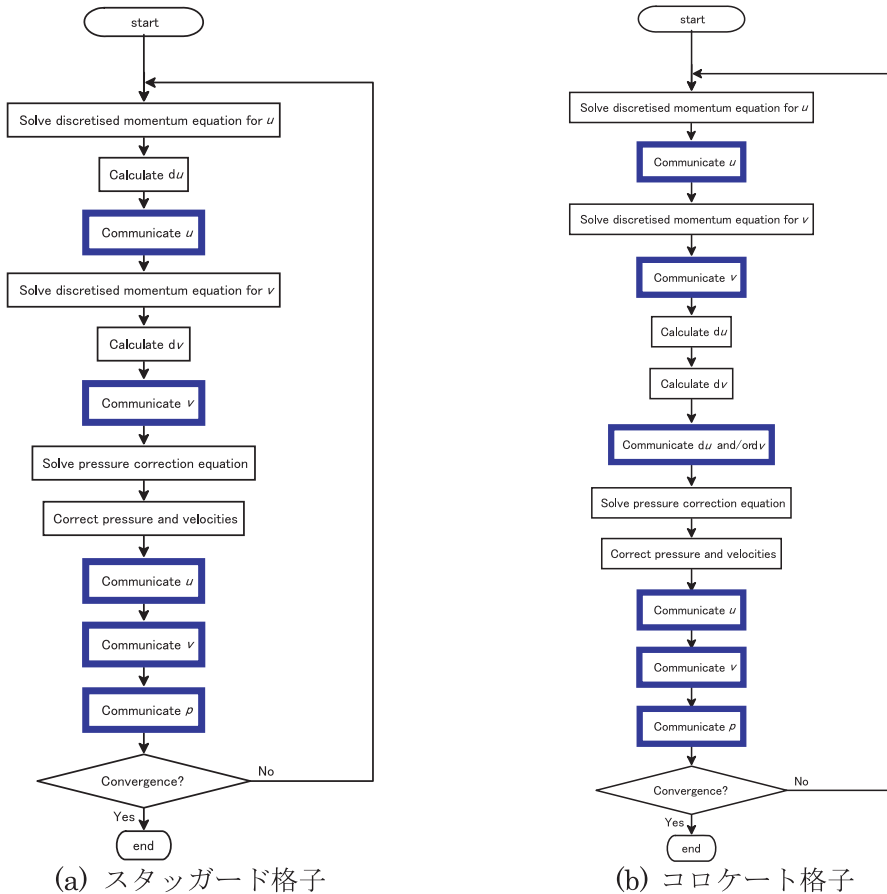 start
Solve discretised momentum equation for u
Calculate du
Communicate u
Solve discretised momentum equation for v
Calculate dv
Communicate v
Solve pressure correction equation
Correct pressure and velocities
Communicate u
Communicate v
Communicate p
Convergence?
No
Yes
end
(a) スタッガード格子
start
Solve discretised momentum equation for u
Communicate u
Solve discretised momentum equation for v
Communicate v
Calculate du
Calculate dv
Communicate du and/ordv
Solve pressure correction equation
Correct pressure and velocities
Communicate u
Communicate v
Communicate p
Convergence?
No
Yes
end
(b) コロケート格子